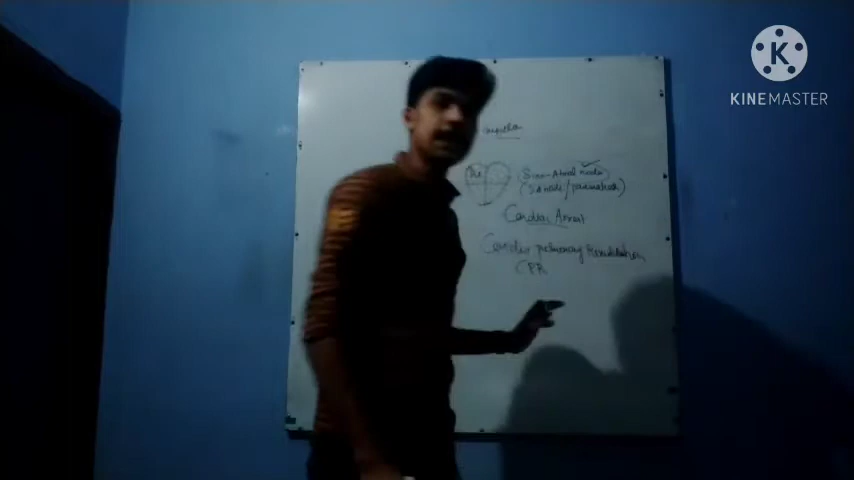 KINEMASTER
(Sino-Atrial node)
(SA node/pacemaker)
Cardiac Arrest
Cardio pulmonary Resuscitation
CPR